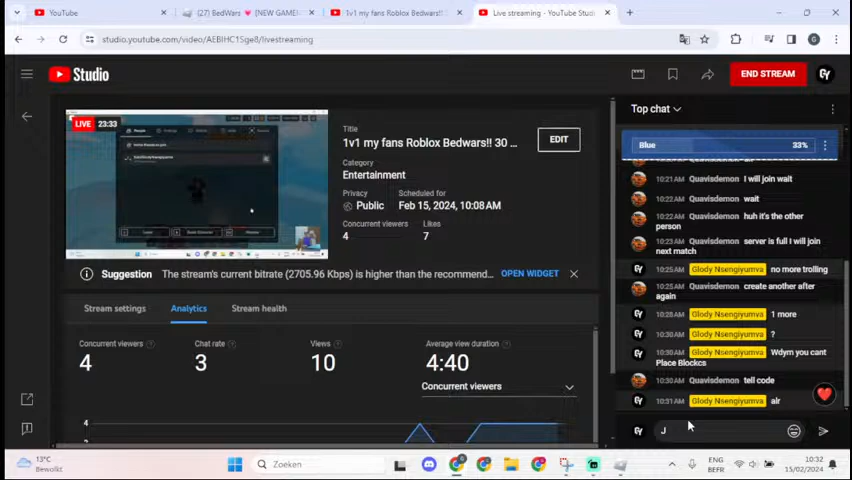 YouTube
(27) BedWars 💗 [NEW GAME!
1v1 my fans Roblox Bedwars!!
Live streaming - YouTube Studi
studio.youtube.com/video/AEBIHC1Sge8/livestreaming
G
Studio
END STREAM
LIVE 23:33
Title
1v1 my fans Roblox Bedwars!! 30 ...
EDIT
Category
Entertainment
Privacy
Public
Scheduled for
Feb 15, 2024, 10:08 AM
Concurrent viewers
4
Likes
7
Suggestion The stream's current bitrate (2705.96 Kbps) is higher than the recommend... OPEN WIDGET
Stream settings
Analytics
Stream health
Concurrent viewers
4
Chat rate
3
Views
10
Average view duration
4:40
Concurrent viewers
4
Top chat
Blue 33%
10:21 AM Quavisdemon I will join wait
10:22 AM Quavisdemon wait
10:22 AM Quavisdemon huh it's the other
person
10:23 AM Quavisdemon server is full I will join
next match
10:25 AM Glody Nsengiyumva no more trolling
10:25 AM Quavisdemon create another after
again
10:28 AM Glody Nsengiyumva 1 more
10:30 AM Glody Nsengiyumva ?
10:30 AM Glody Nsengiyumva Wdym you cant
Place Blockcs
10:30 AM Quavisdemon tell code
10:31 AM Glody Nsengiyumva alr
J
13°C
Bewolkt
Zoeken
ENG
BEFR
10:32
15/02/2024